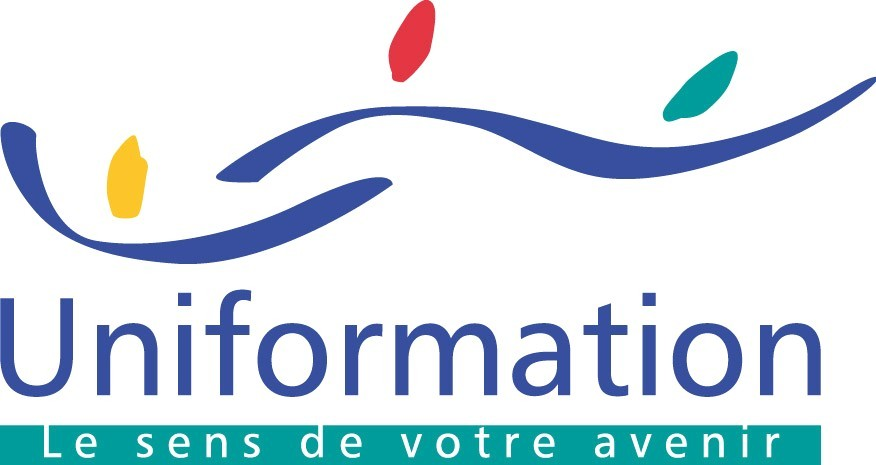 Uniformation
Le sens de votre avenir